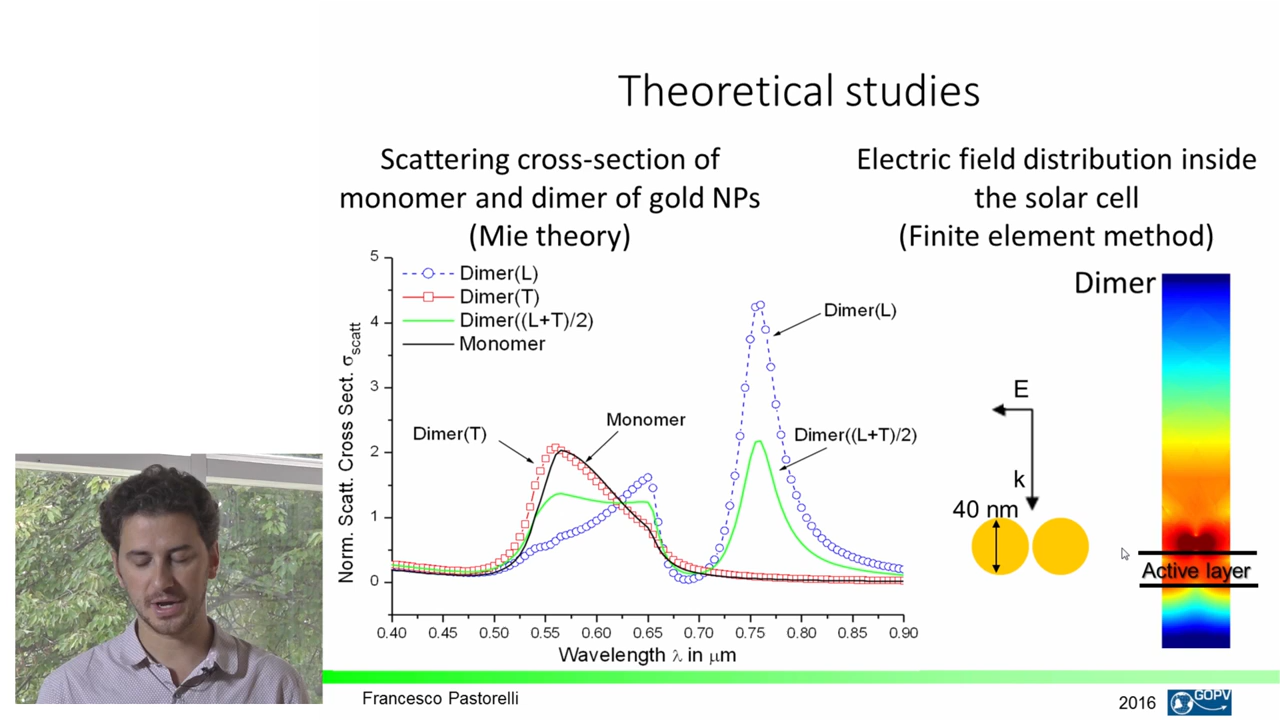 Theoretical studies
Scattering cross-section of
monomer and dimer of gold NPs
(Mie theory)
Electric field distribution inside
the solar cell
(Finite element method)
5
4
3
2
1
0
Norm. Scatt. Cross Sect. σscatt
Dimer(L)
Dimer(T)
Dimer((L+T)/2)
Monomer
Dimer(L)
Monomer
Dimer(T)
Dimer((L+T)/2)
0.40 0.45 0.50 0.55 0.60 0.65 0.70 0.75 0.80 0.85 0.90
Wavelength λ in μm
Dimer
E
k
40 nm
Active layer
Francesco Pastorelli
2016
GOPV